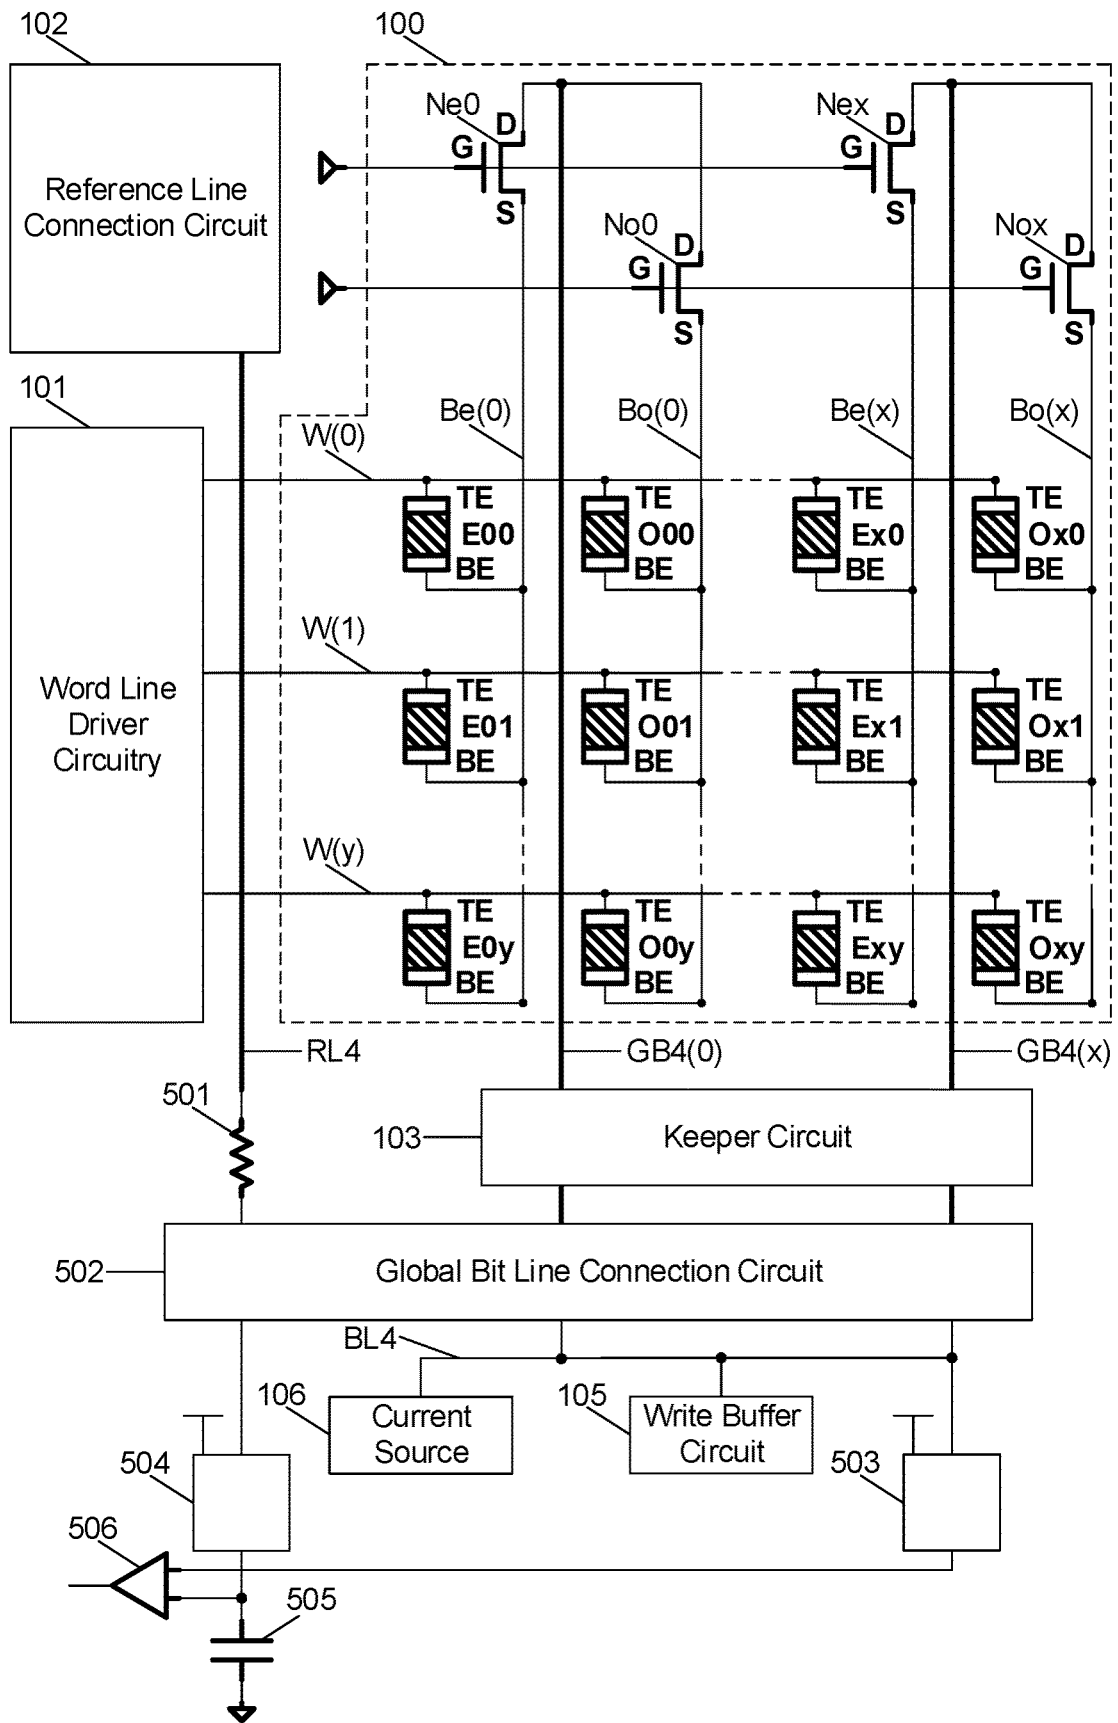 102
100
Reference Line
Connection Circuit
Ne0
D
G
S
Nex
D
G
S
No0
D
G
S
Nox
D
G
S
101
Word Line
Driver
Circuitry
W(0)
Be(0)
Bo(0)
Be(x)
Bo(x)
TE
E00
BE
TE
O00
BE
TE
Ex0
BE
TE
Ox0
BE
W(1)
TE
E01
BE
TE
O01
BE
TE
Ex1
BE
TE
Ox1
BE
W(y)
TE
E0y
BE
TE
O0y
BE
TE
Exy
BE
TE
Oxy
BE
RL4
GB4(0)
GB4(x)
501
103
Keeper Circuit
502
Global Bit Line Connection Circuit
BL4
106
Current
Source
105
Write Buffer
Circuit
504
503
506
505